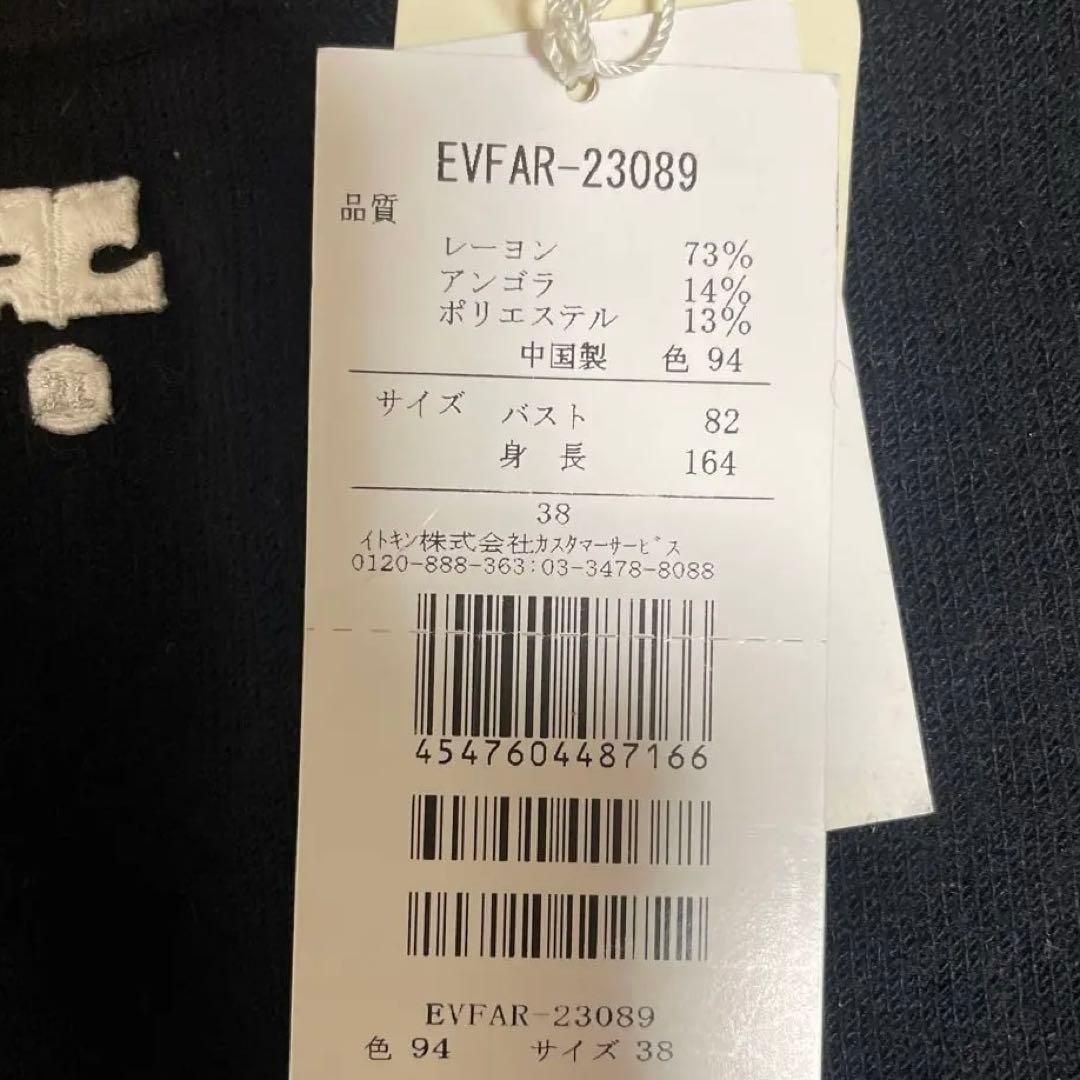 EVFAR-23089
品質
レーヨン 73%
アンゴラ 14%
ポリエステル 13%
中国製 色 94
サイズ バスト 82
身長 164
38
イトキン株式会社カスタマーサービス
0120-888-363:03-3478-8088
4547604487166
EVFAR-23089
色 94 サイズ 38